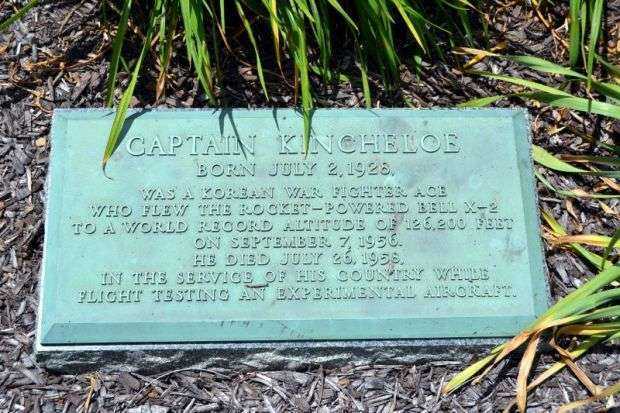 CAPTAIN KINCHELOE
BORN JULY 2, 1928,
WAS A KOREAN WAR FIGHTER ACE
WHO FLEW THE ROCKET-POWERED BELL X-2
TO A WORLD RECORD ALTITUDE OF 126,200 FEET
ON SEPTEMBER 7, 1956.
HE DIED JULY 26, 1958,
IN THE SERVICE OF HIS COUNTRY WHILE
FLIGHT TESTING AN EXPERIMENTAL AIRCRAFT.